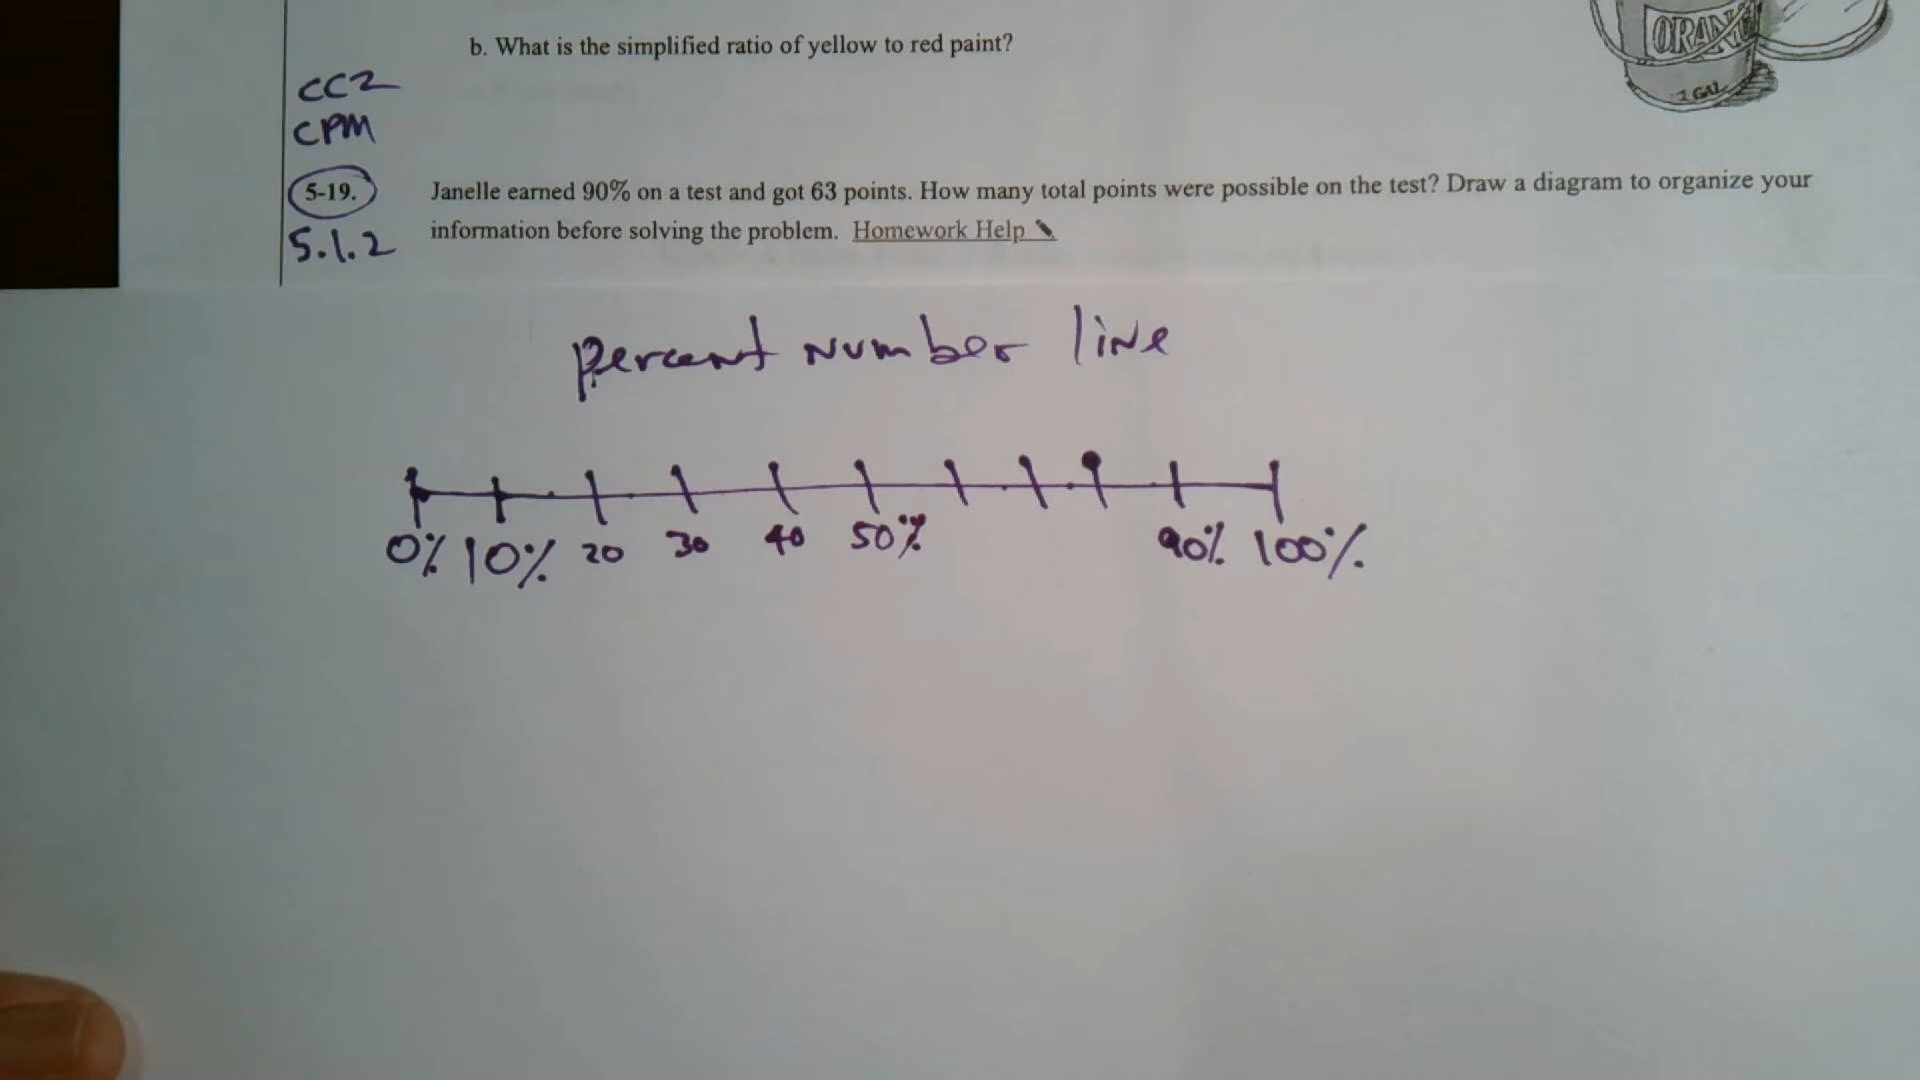 b. What is the simplified ratio of yellow to red paint?
ORANG
1 GAL
CC2
CPM
5-19. Janelle earned 90% on a test and got 63 points. How many total points were possible on the test? Draw a diagram to organize your
5.1.2 information before solving the problem. Homework Help
percent number line
0% 10% 20 30 40 50% 90% 100%